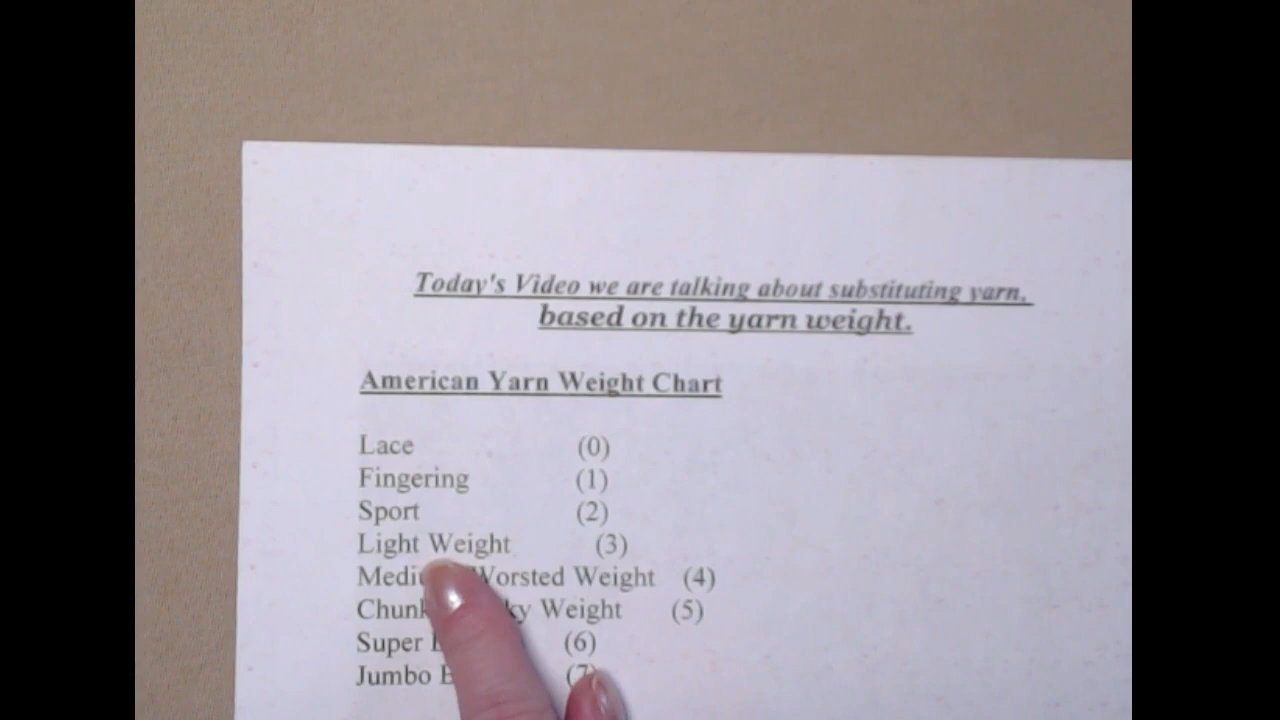 Today's Video we are talking about substituting yarn.
based on the yarn weight.
American Yarn Weight Chart
Lace (0)
Fingering (1)
Sport (2)
Light Weight (3)
Worsted Weight (4)
Weight (5)
Super (6)
Jumbo (7)